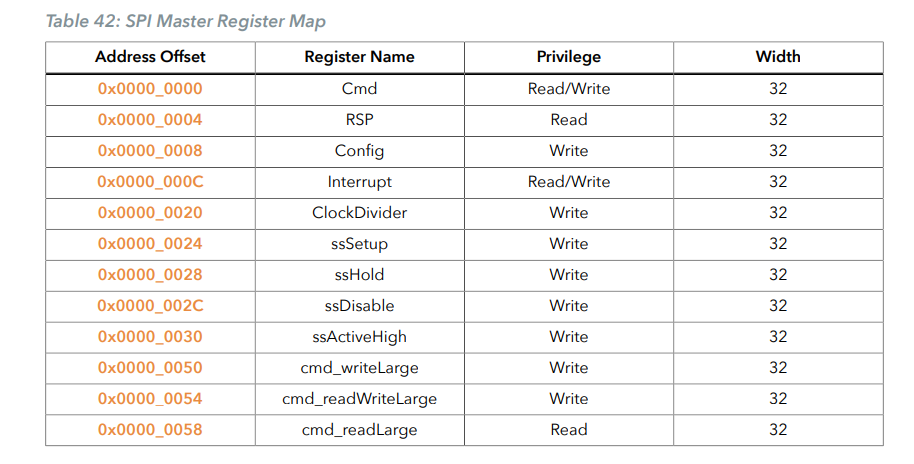 Table 42: SPI Master Register Map
Address Offset Register Name Privilege Width
0x0000_0000 Cmd Read/Write 32
0x0000_0004 RSP Read 32
0x0000_0008 Config Write 32
0x0000_000C Interrupt Read/Write 32
0x0000_0020 ClockDivider Write 32
0x0000_0024 ssSetup Write 32
0x0000_0028 ssHold Write 32
0x0000_002C ssDisable Write 32
0x0000_0030 ssActiveHigh Write 32
0x0000_0050 cmd_writeLarge Write 32
0x0000_0054 cmd_readWriteLarge Write 32
0x0000_0058 cmd_readLarge Read 32